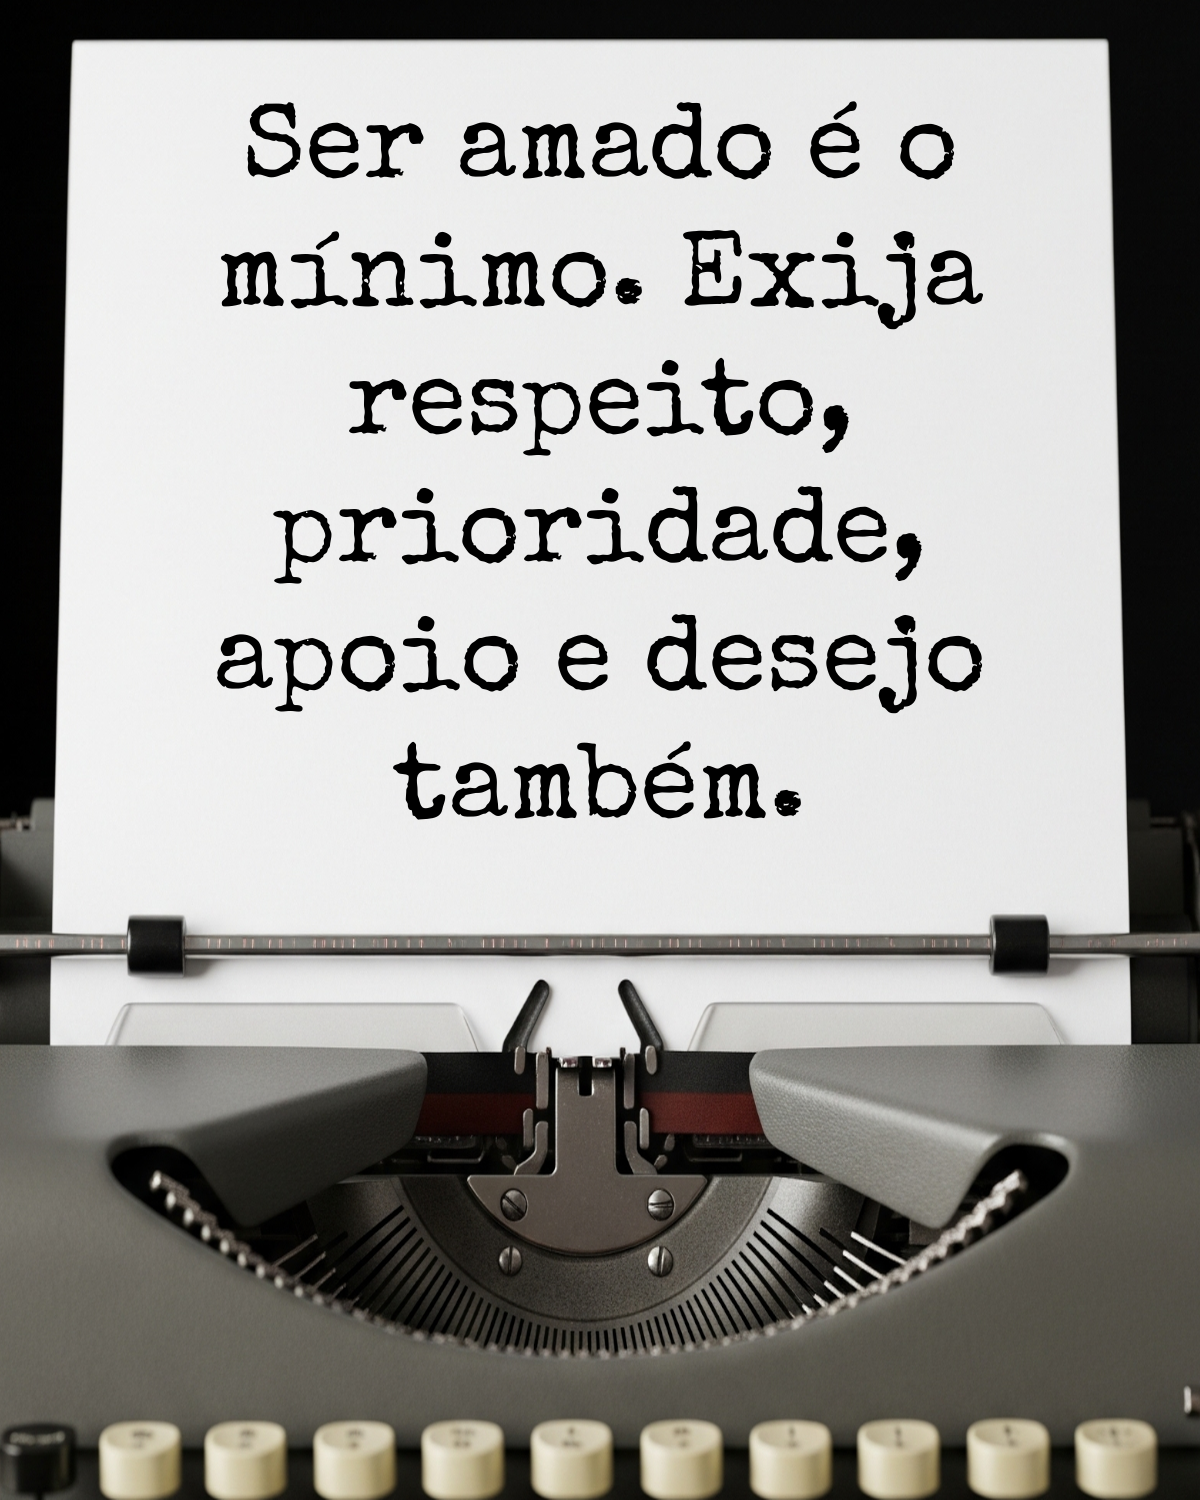 Ser amado é o
mínimo. Exija
respeito,
prioridade,
apoio e desejo
também.